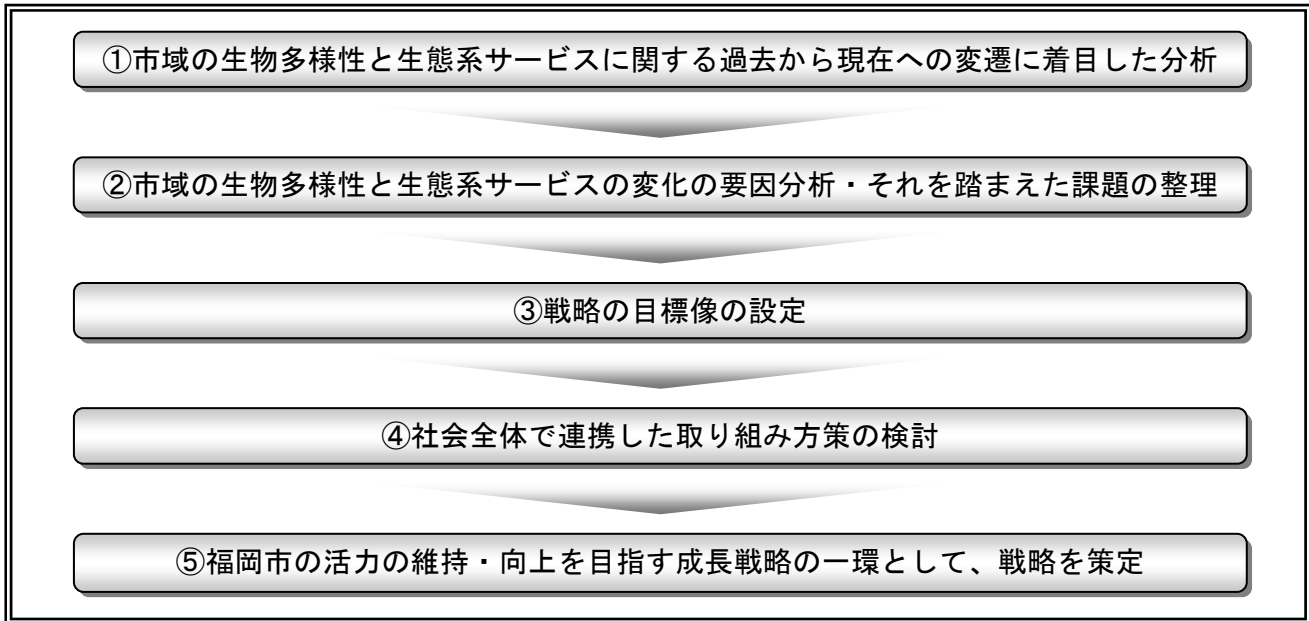 ①市域の生物多様性と生態系サービスに関する過去から現在への変遷に着目した分析
②市域の生物多様性と生態系サービスの変化の要因分析・それを踏まえた課題の整理
③戦略の目標像の設定
④社会全体で連携した取り組み方策の検討
⑤福岡市の活力の維持・向上を目指す成長戦略の一環として、戦略を策定